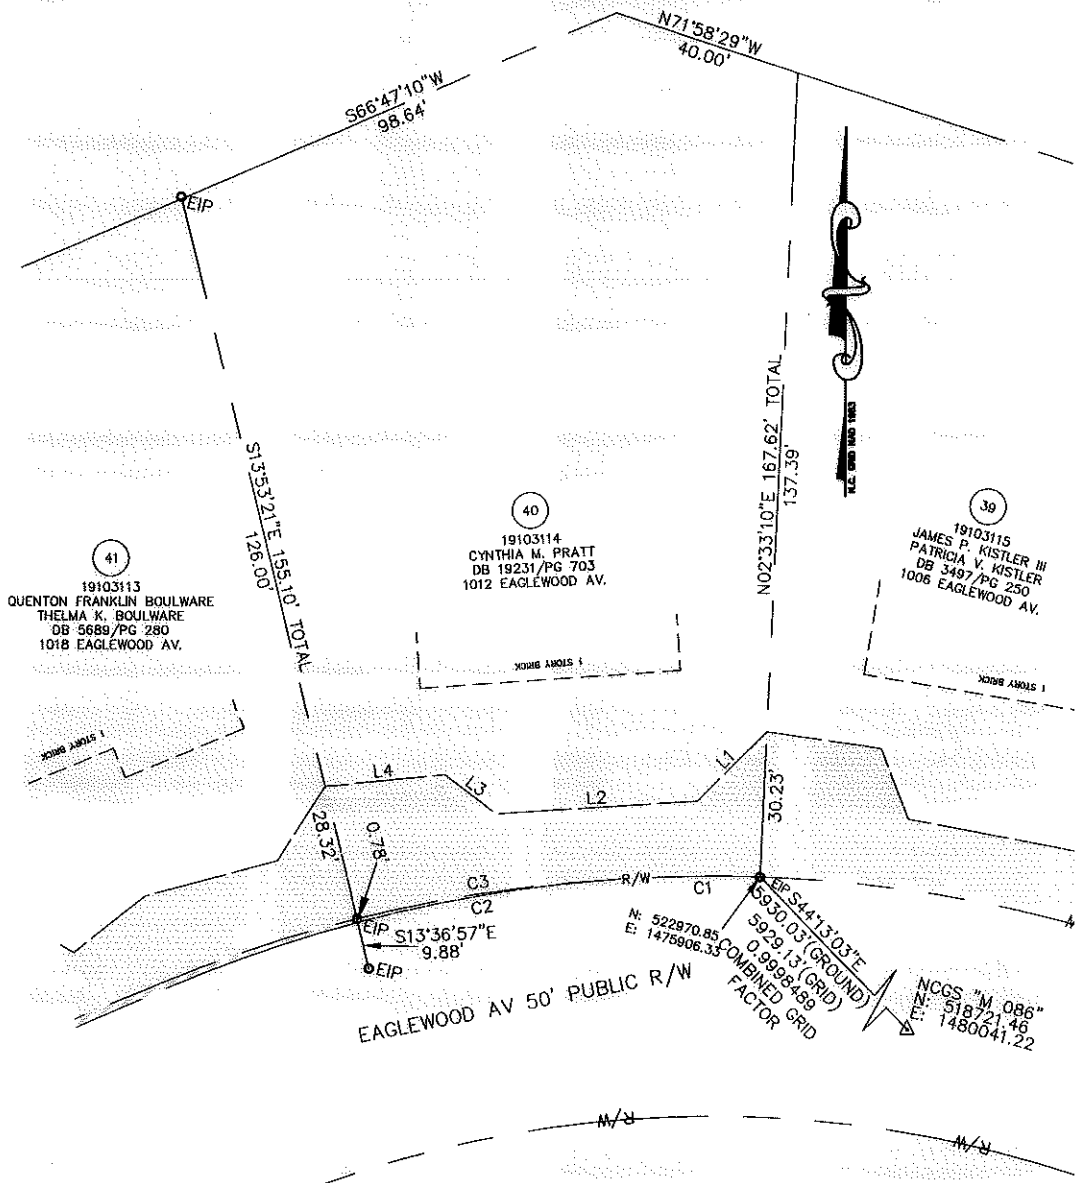 N71°58'29"W
40.00'
S66°47'10"W
98.64'
EIP
S13°53'21"E 155.10' TOTAL
126.00'
N02°33'10"E 167.62' TOTAL
137.39'
N.C. GRID NAD 1983
41
19103113
QUENTON FRANKLIN BOULWARE
THELMA K. BOULWARE
DB 5689/PG 280
1018 EAGLEWOOD AV.
40
19103114
CYNTHIA M. PRATT
DB 19231/PG 703
1012 EAGLEWOOD AV.
39
19103115
JAMES P. KISTLER III
PATRICIA V. KISTLER
DB 3497/PG 250
1006 EAGLEWOOD AV.
1 STORY BRICK
1 STORY BRICK
1 STORY BRICK
L4
L3
L2
L1
30.23'
28.32'
0.78'
C3
C2
R/W
C1
EIP
S13°36'57"E
9.88'
EIP
EIP
N: 522970.85
E: 1475906.33
S44°13'03"E
5930.03'(GROUND)
5929.13'(GRID)
0.9998489
COMBINED GRID
FACTOR
NCGS "M 086"
N: 518721.46
E: 1480041.22
EAGLEWOOD AV 50' PUBLIC R/W
R/W
R/W